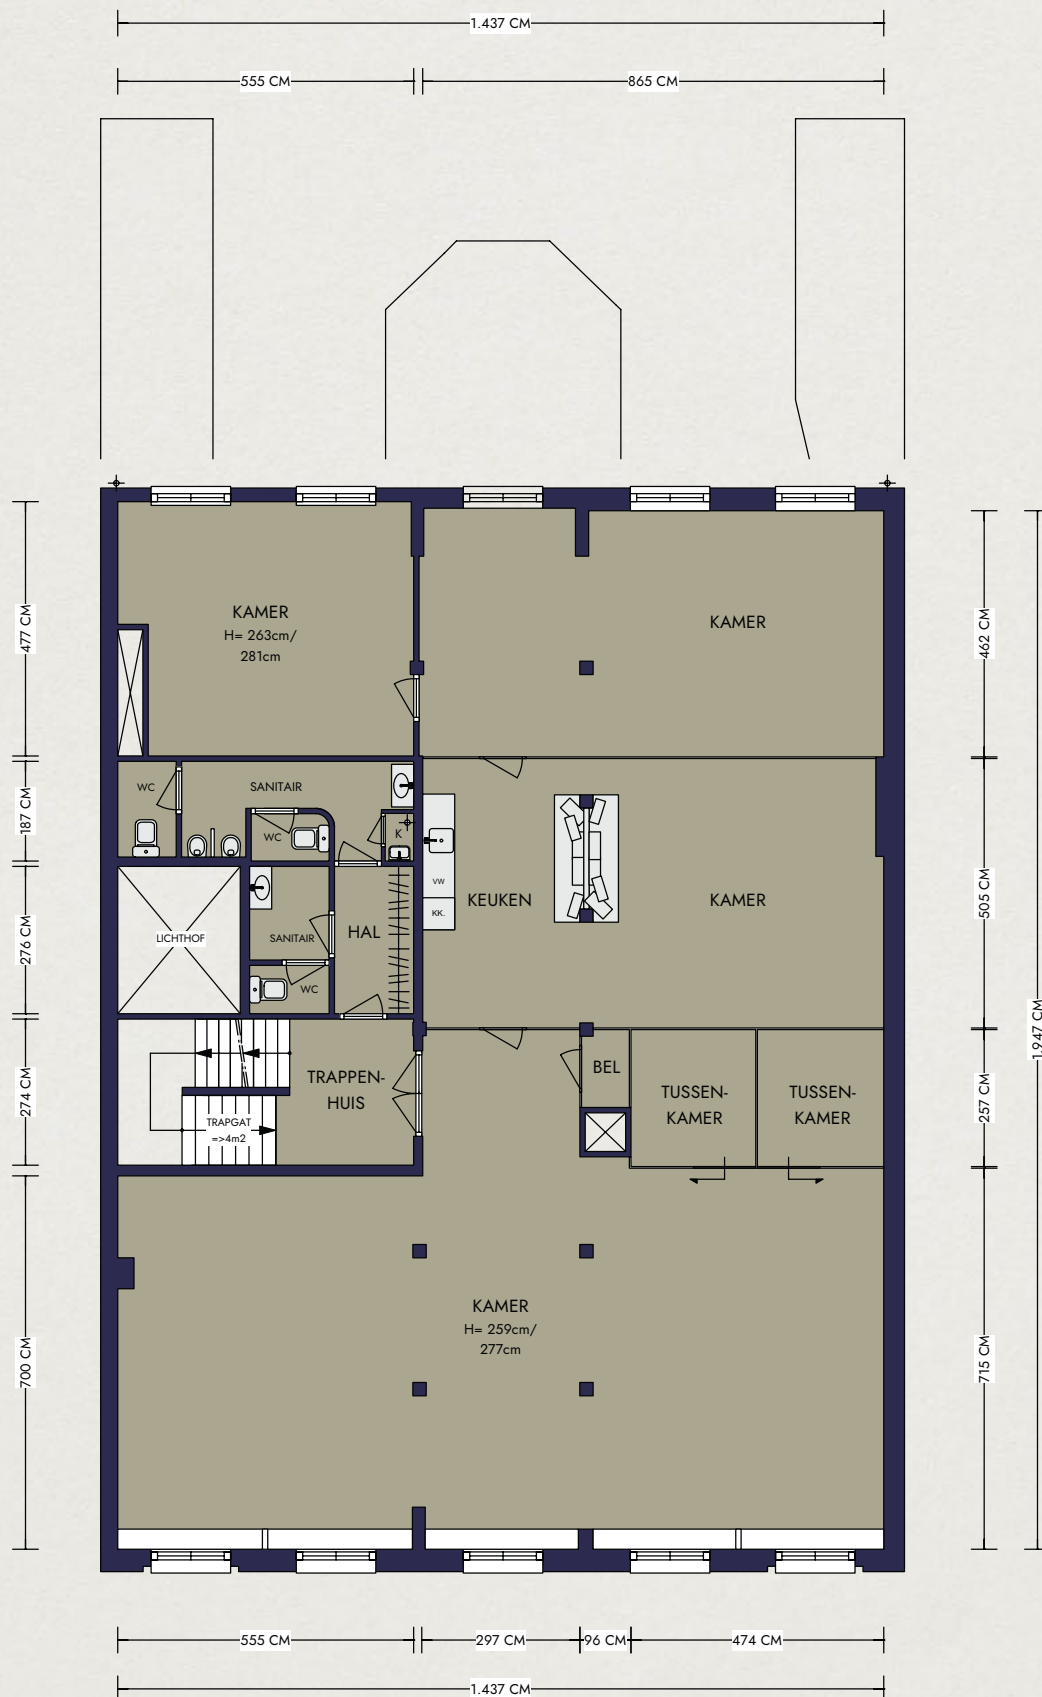 1.437 CM
555 CM
865 CM
KAMER
H= 263cm/
281cm
KAMER
477 CM
462 CM
WC
SANITAIR
WC
K
187 CM
VW
KK.
KEUKEN
KAMER
505 CM
LICHTHOF
SANITAIR
HAL
WC
276 CM
1.947 CM
TRAPPEN-
HUIS
TRAPGAT
=>4m2
274 CM
BEL
TUSSEN-
KAMER
TUSSEN-
KAMER
257 CM
KAMER
H= 259cm/
277cm
700 CM
715 CM
555 CM
297 CM
96 CM
474 CM
1.437 CM